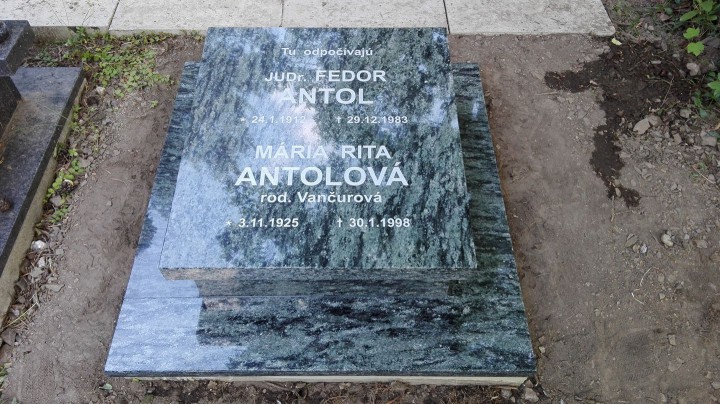 Tu odpočívajú
JUDr. FEDOR
ANTOL
* 24.1.1912 † 29.12.1983
MÁRIA RITA
ANTOLOVÁ
rod. Vančurová
* 3.11.1925 † 30.1.1998